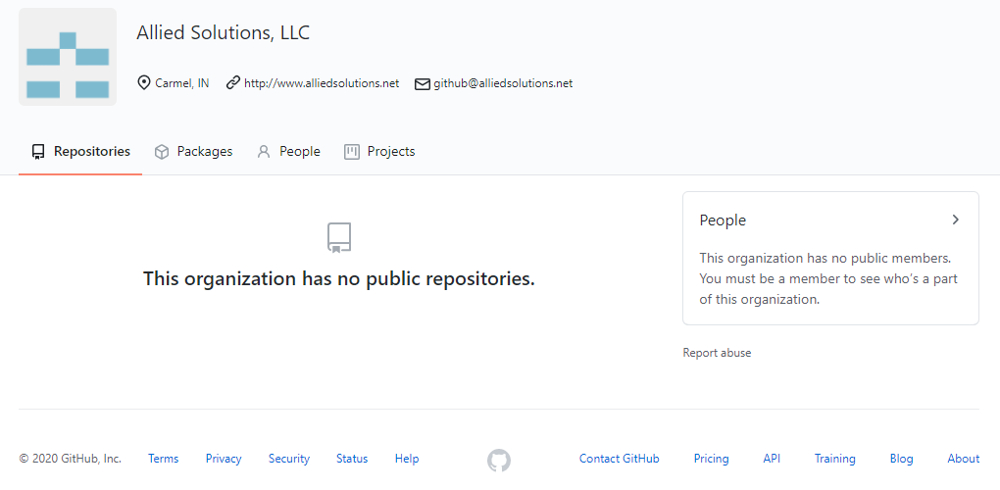 Allied Solutions, LLC
Carmel, IN http://www.alliedsolutions.net github@alliedsolutions.net
Repositories Packages People Projects
This organization has no public repositories.
People
This organization has no public members.
You must be a member to see who's a part
of this organization.
Report abuse
© 2020 GitHub, Inc. Terms Privacy Security Status Help Contact GitHub Pricing API Training Blog About